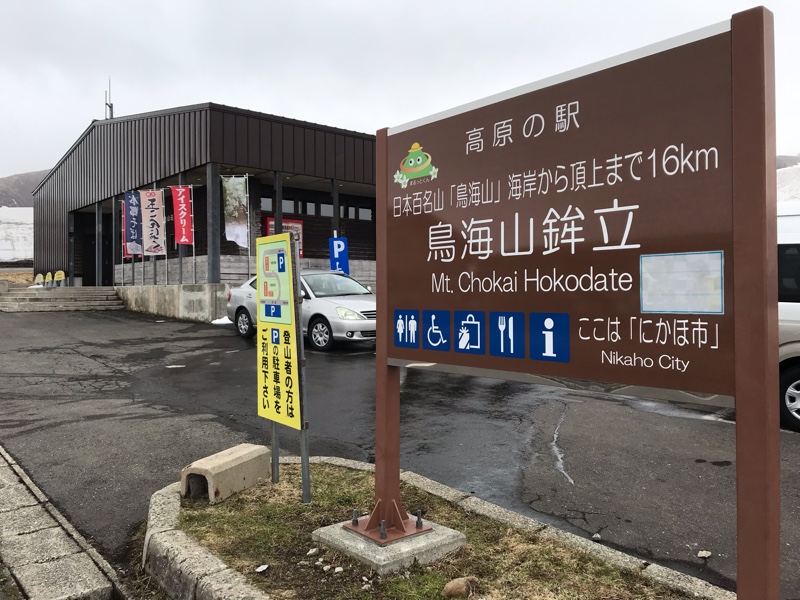 高原の駅
日本百名山「鳥海山」海岸から頂上まで16km
鳥海山鉾立
Mt. Chokai Hokodate
ここは「にかほ市」
Nikaho City
P
P
P
登山者の方は
Pの駐車場を
ご利用下さい
アイスクリーム